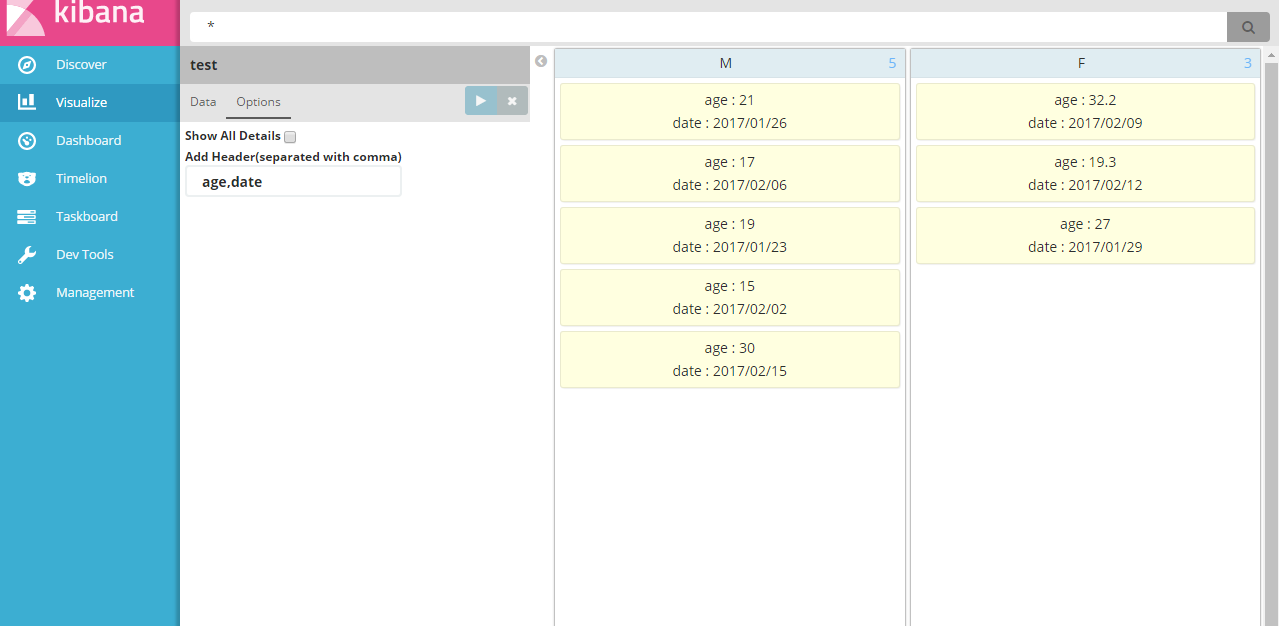 kibana
Discover
Visualize
Dashboard
Timelion
Taskboard
Dev Tools
Management
*
test
Data Options
Show All Details
Add Header(separated with comma)
age,date
M 5
age : 21
date : 2017/01/26
age : 17
date : 2017/02/06
age : 19
date : 2017/01/23
age : 15
date : 2017/02/02
age : 30
date : 2017/02/15
F 3
age : 32.2
date : 2017/02/09
age : 19.3
date : 2017/02/12
age : 27
date : 2017/01/29